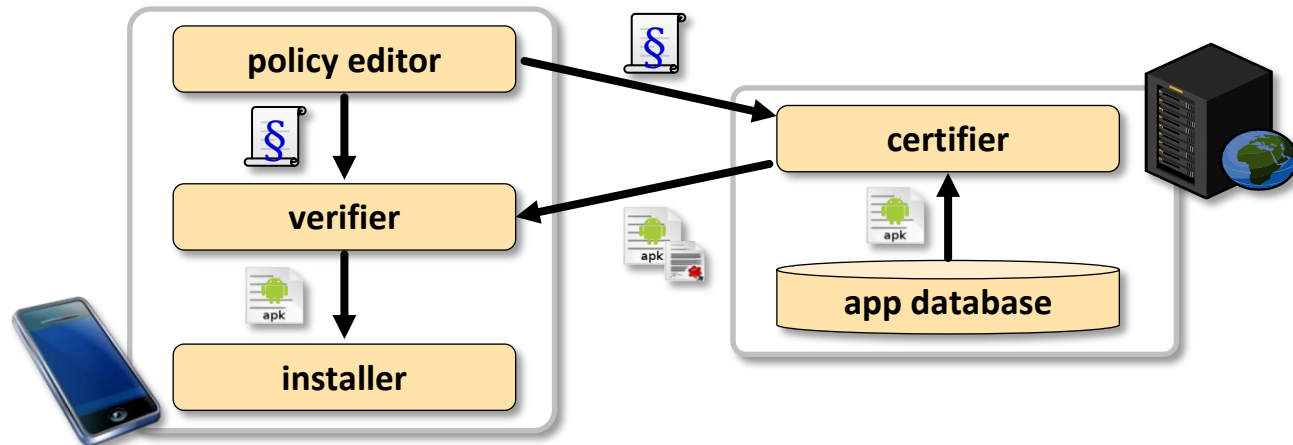 policy editor
§
§
certifier
verifier
apk
apk
apk
app database
installer